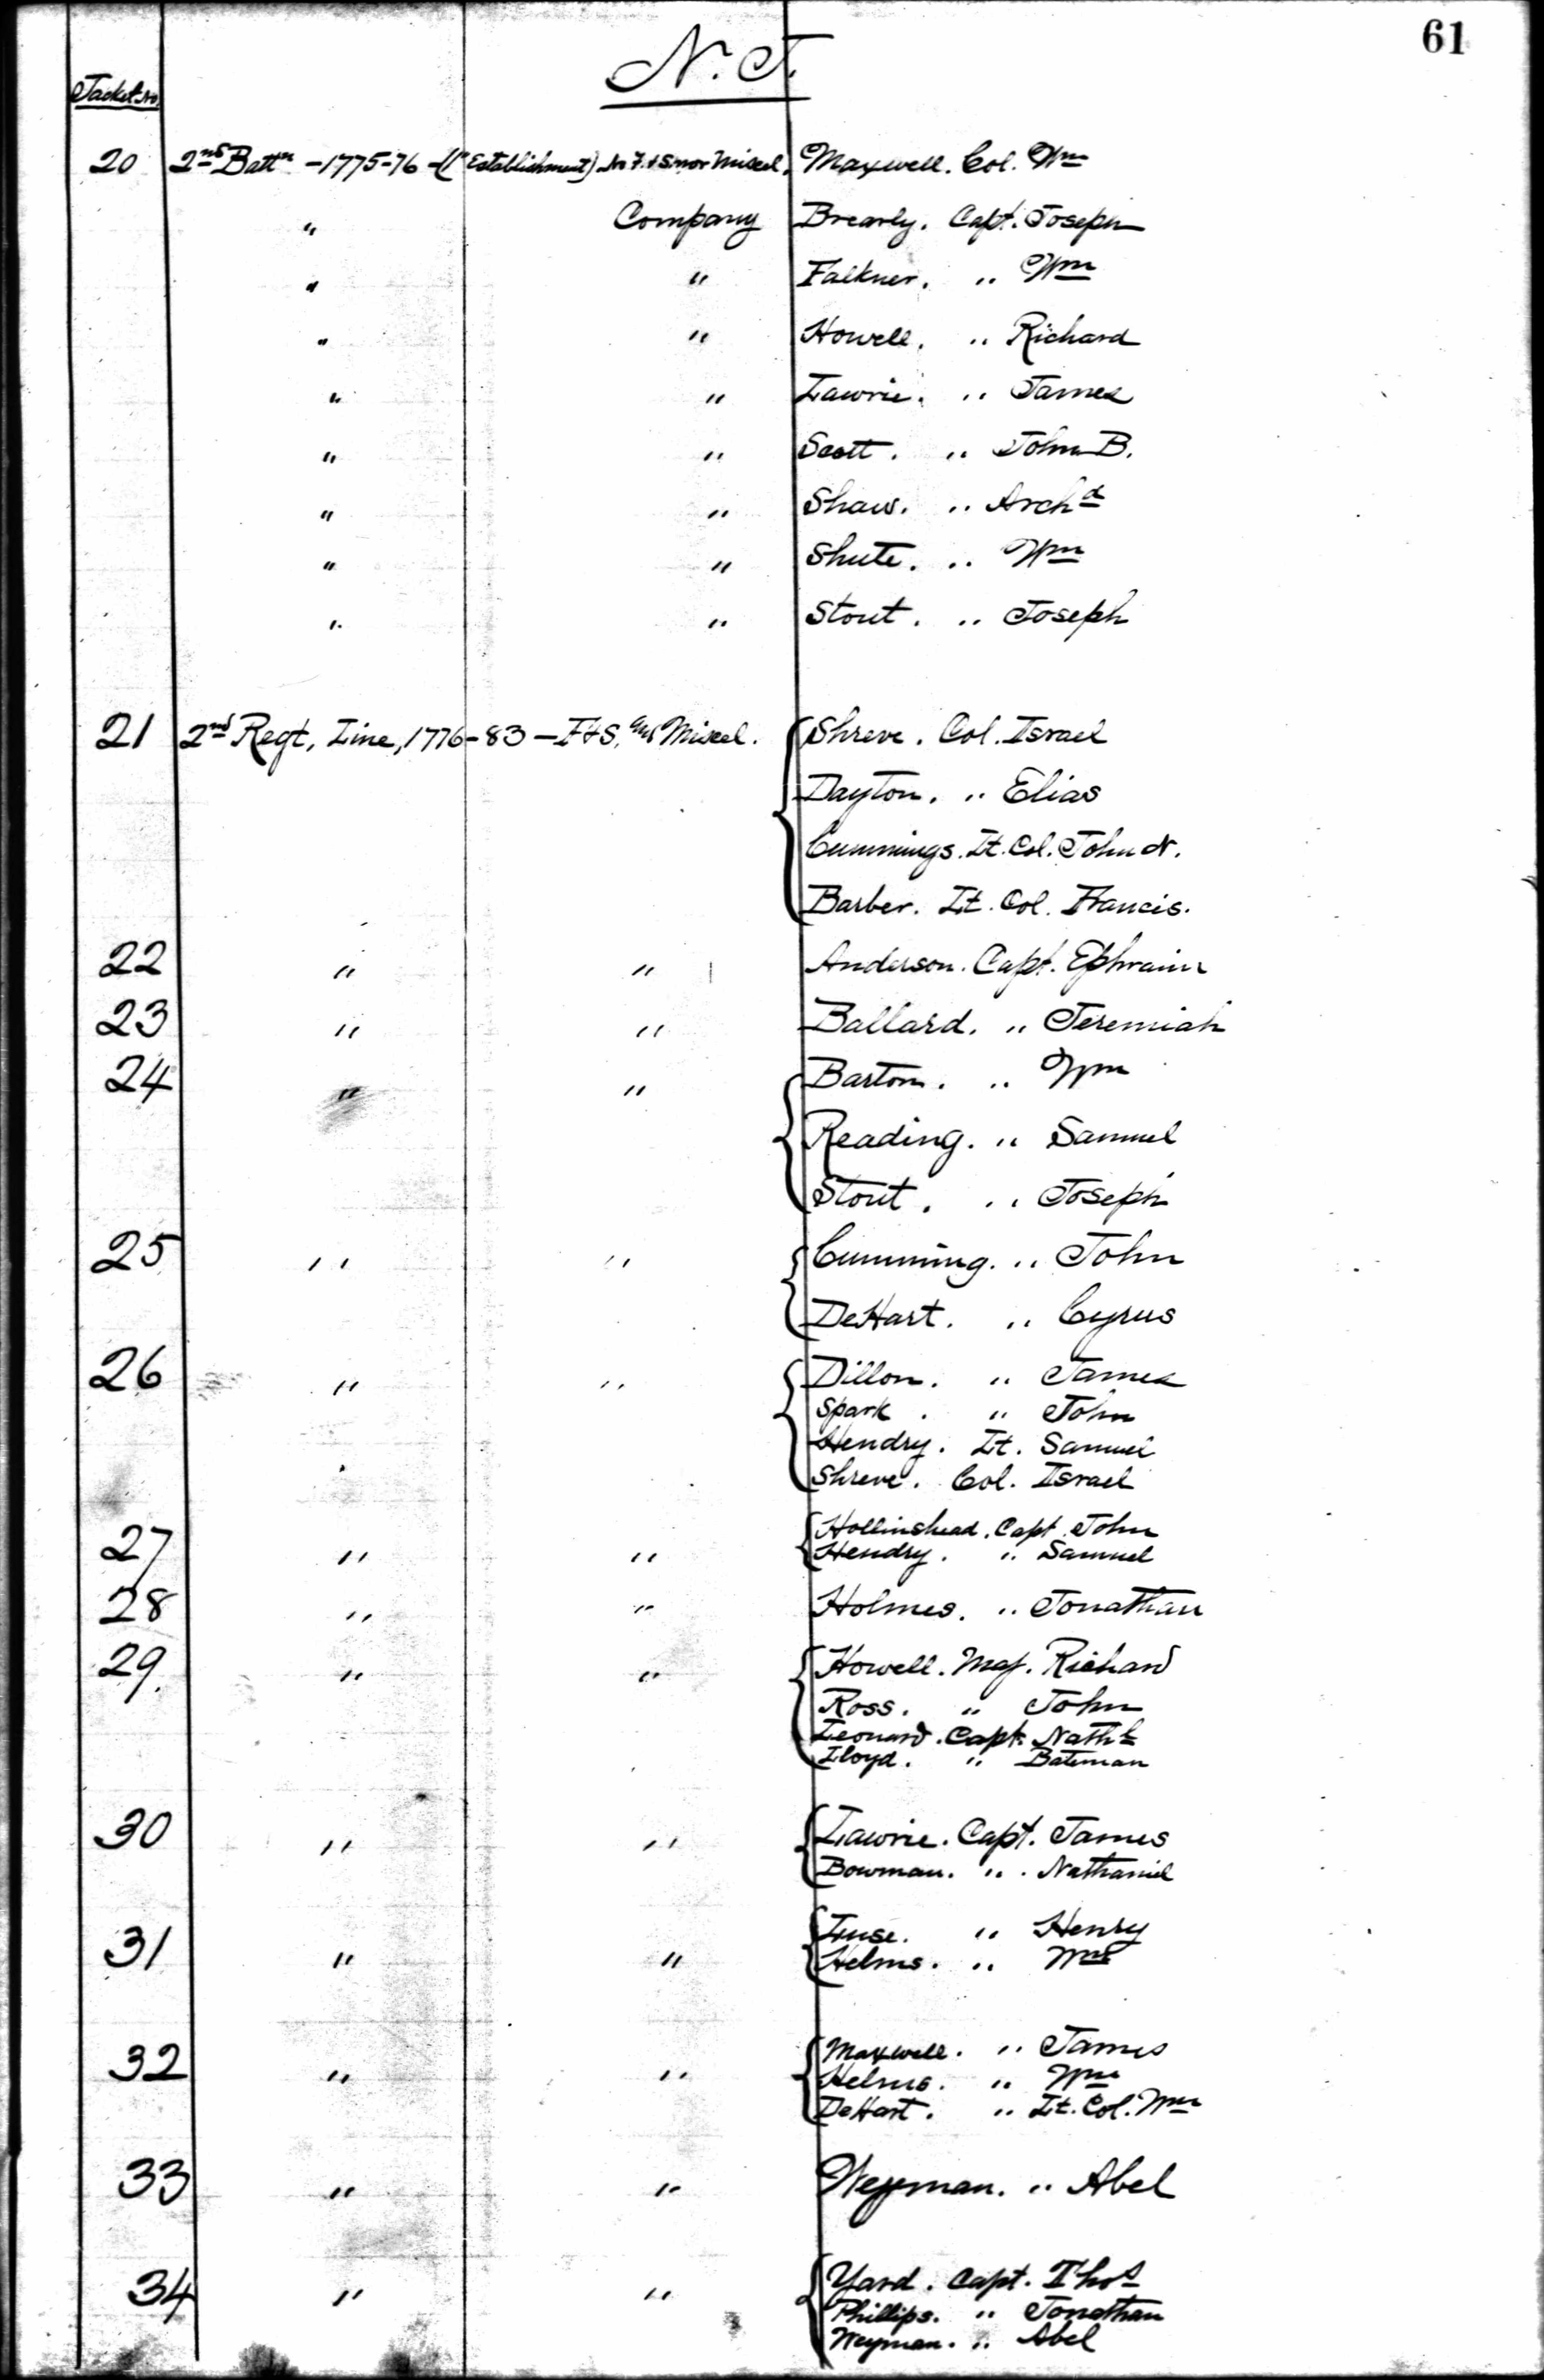 61
N. J.
Jacket No.
20 2nd Battn - 1775-76 - (1st Establishment) No F. & S. nor Miscel. Maxwell. Col. Wm
" Company Brearly. Capt. Joseph
" " Falkner. " Wm
" " Howell. " Richard
" " Lawrie. " James
" " Scott. " John B.
" " Shaw. " Archd
" " Shute. " Wm
" " Stout. " Joseph
21 2nd Regt, Line, 1776-83 - F & S. and Miscel. Shreve. Col. Israel
Dayton. " Elias
Cummings. Lt. Col. John N.
Barber. Lt. Col. Francis.
22 " " Anderson. Capt. Ephraim
23 " " Ballard. " Jeremiah
24 " " Barton. " Wm
Reading. " Samuel
Stout. " Joseph
25 " " Cumming. " John
DeHart. " Cyrus
26 " " Dillon. " James
Spark. " John
Hendry. Lt. Samuel
Shreve. Col. Israel
Hollinshead. Capt. John
27 " " Hendry. " Samuel
28 " " Holmes. " Jonathan
29. " " Howell. Maj. Richard
Ross. " John
Leonard. Capt. Nathl
Lloyd. " Bateman
30 " " Lawrie. Capt. James
Bowman. " Nathaniel
31 " " Luse. " Henry
Helms. " Wm
32 " " Maxwell. " James
Helms. " Wm
DeHart. " Lt. Col. Wm
33 " " Weyman. " Abel
34 " " Yard. Capt. Thos
Phillips. " Jonathan
Weyman. " Abel